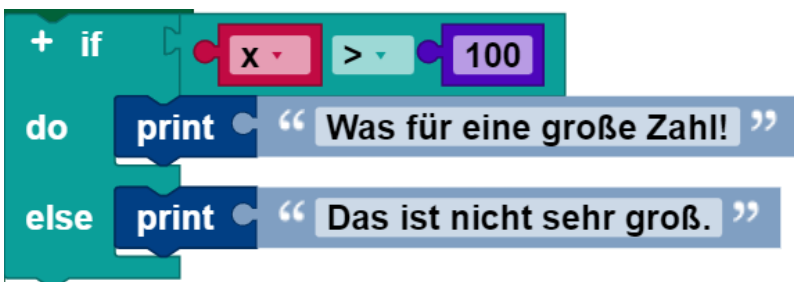 + if x > 100
do print “ Was für eine große Zahl! ”
else print “ Das ist nicht sehr groß. ”